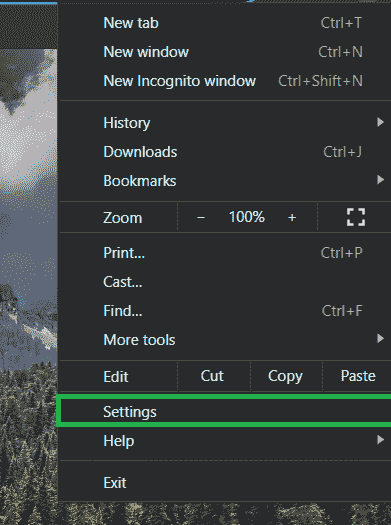 New tab Ctrl+T
New window Ctrl+N
New Incognito window Ctrl+Shift+N
History
Downloads Ctrl+J
Bookmarks
Zoom − 100% +
Print... Ctrl+P
Cast...
Find... Ctrl+F
More tools
Edit Cut Copy Paste
Settings
Help
Exit